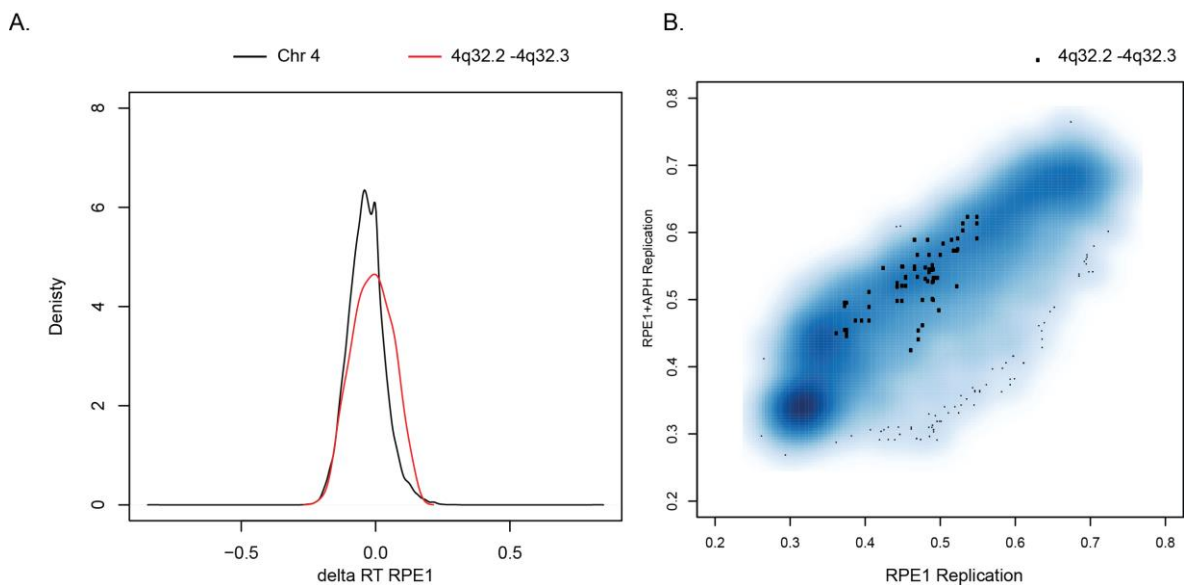 A.
Chr 4
4q32.2 -4q32.3
8
6
4
2
0
Denisty
−0.5
0.0
0.5
delta RT RPE1
B.
4q32.2 -4q32.3
0.8
0.7
0.6
0.5
0.4
0.3
0.2
RPE1+APH Replication
0.2
0.3
0.4
0.5
0.6
0.7
0.8
RPE1 Replication